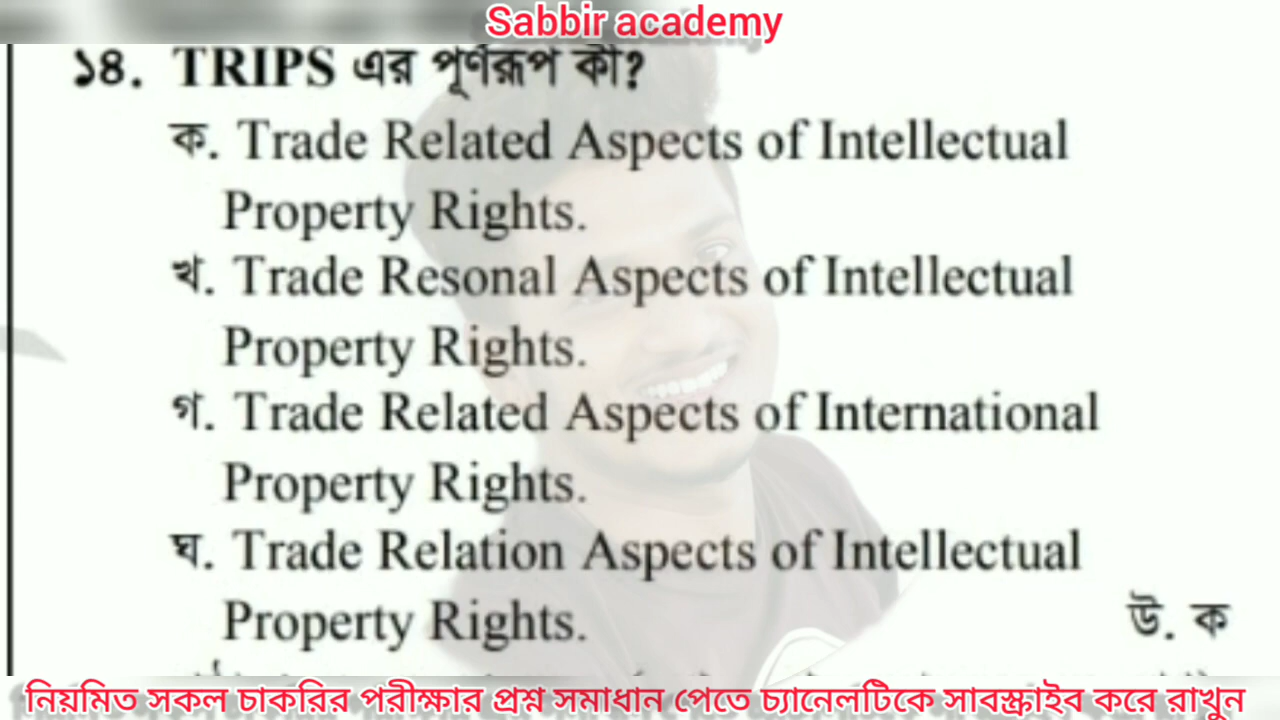 Sabbir academy
১৪. TRIPS এর পূর্ণরূপ কী?
ক. Trade Related Aspects of Intellectual
Property Rights.
খ. Trade Resonal Aspects of Intellectual
Property Rights.
গ. Trade Related Aspects of International
Property Rights.
ঘ. Trade Relation Aspects of Intellectual
Property Rights.
উ. ক
নিয়মিত সকল চাকরির পরীক্ষার প্রশ্ন সমাধান পেতে চ্যানেলটিকে সাবস্ক্রাইব করে রাখুন